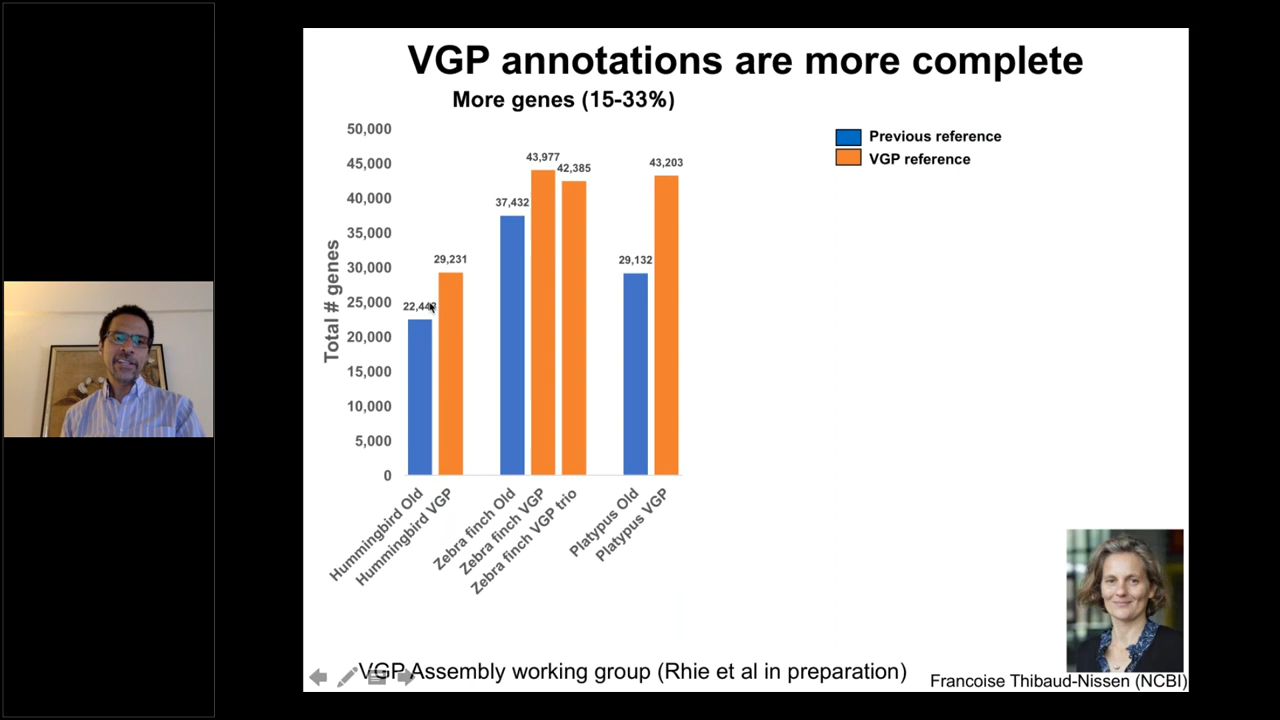 VGP annotations are more complete
More genes (15-33%)
Previous reference
VGP reference
Total # genes
50,000
45,000
40,000
35,000
30,000
25,000
20,000
15,000
10,000
5,000
0
29,231
37,432
43,977
42,385
29,132
43,203
Hummingbird Old
Hummingbird VGP
Zebra finch Old
Zebra finch VGP
Zebra finch VGP trio
Platypus Old
Platypus VGP
VGP Assembly working group (Rhie et al in preparation)
Francoise Thibaud-Nissen (NCBI)